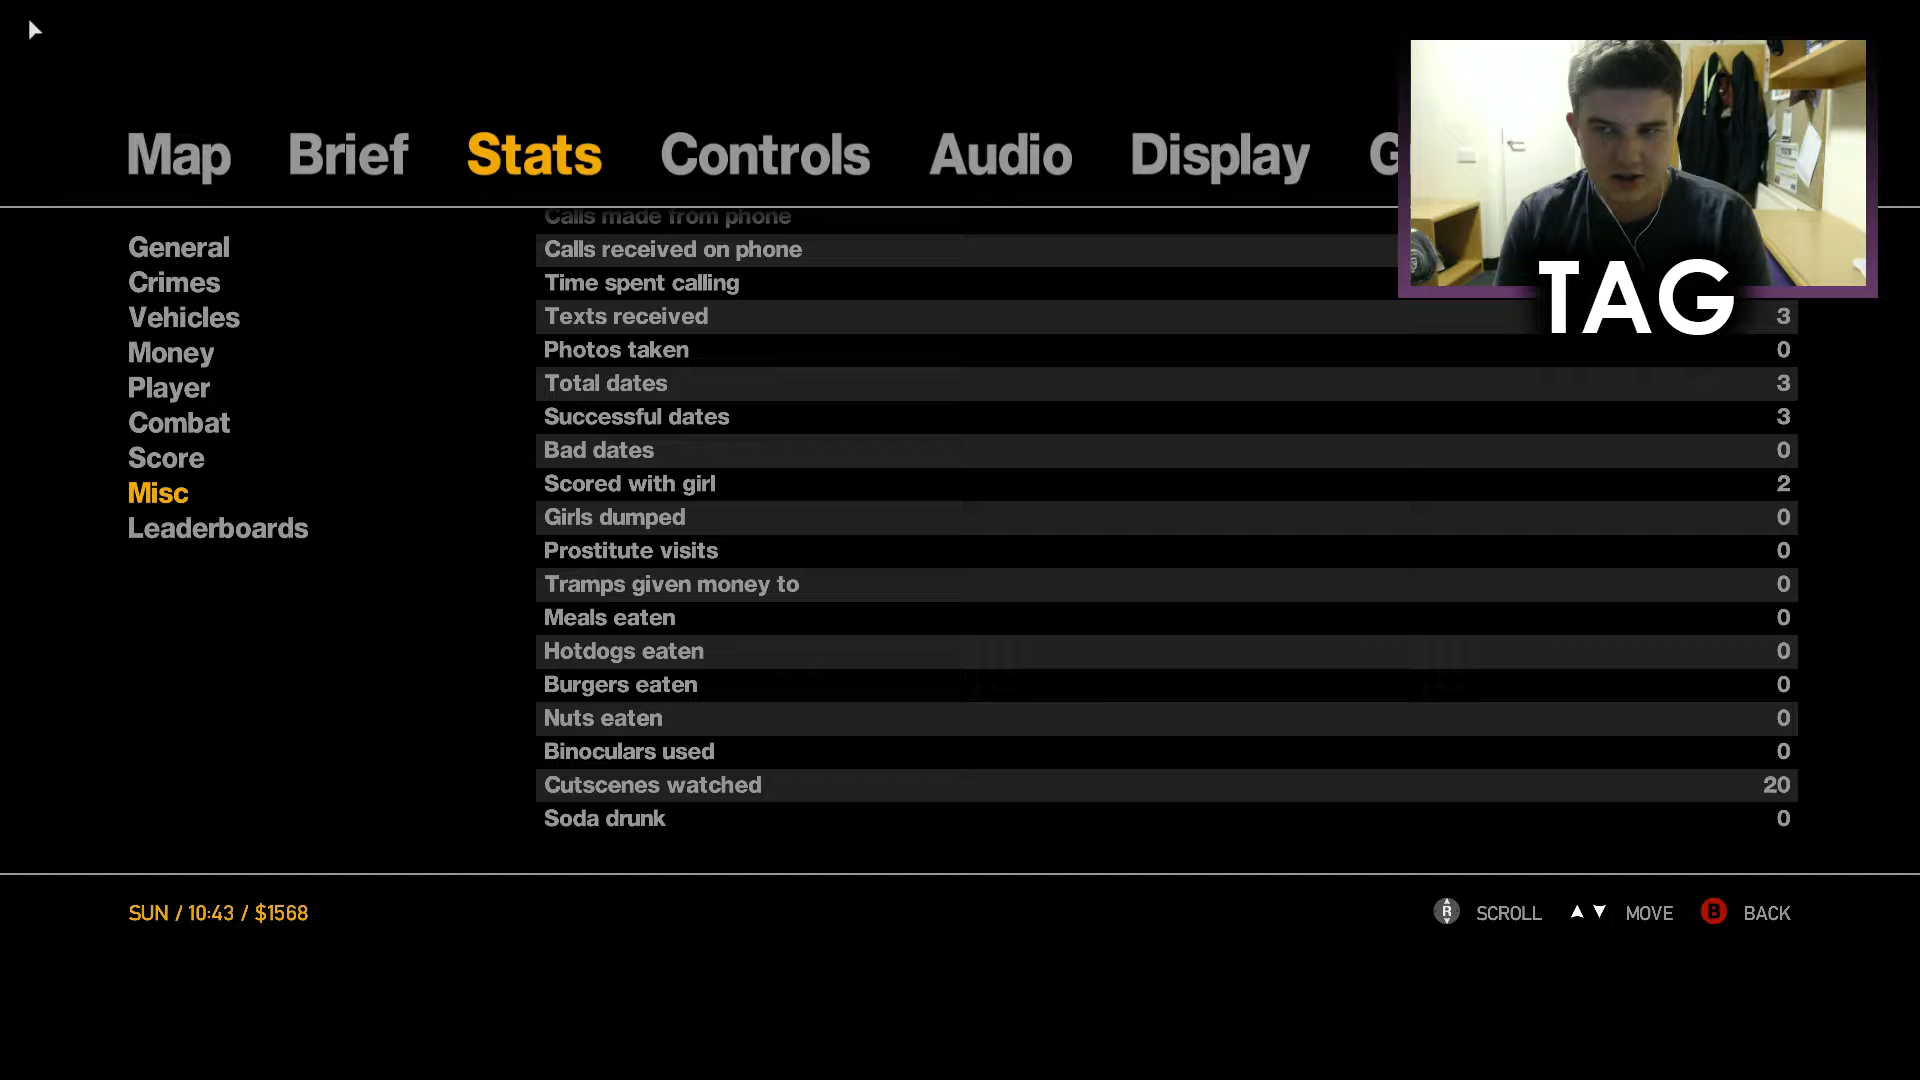 Map Brief Stats Controls Audio Display G
General
Crimes
Vehicles
Money
Player
Combat
Score
Misc
Leaderboards
Calls made from phone
Calls received on phone
Time spent calling
Texts received 3
Photos taken 0
Total dates 3
Successful dates 3
Bad dates 0
Scored with girl 2
Girls dumped 0
Prostitute visits 0
Tramps given money to 0
Meals eaten 0
Hotdogs eaten 0
Burgers eaten 0
Nuts eaten 0
Binoculars used 0
Cutscenes watched 20
Soda drunk 0
TAG
SUN / 10:43 / $1568
R SCROLL ▲▼ MOVE B BACK